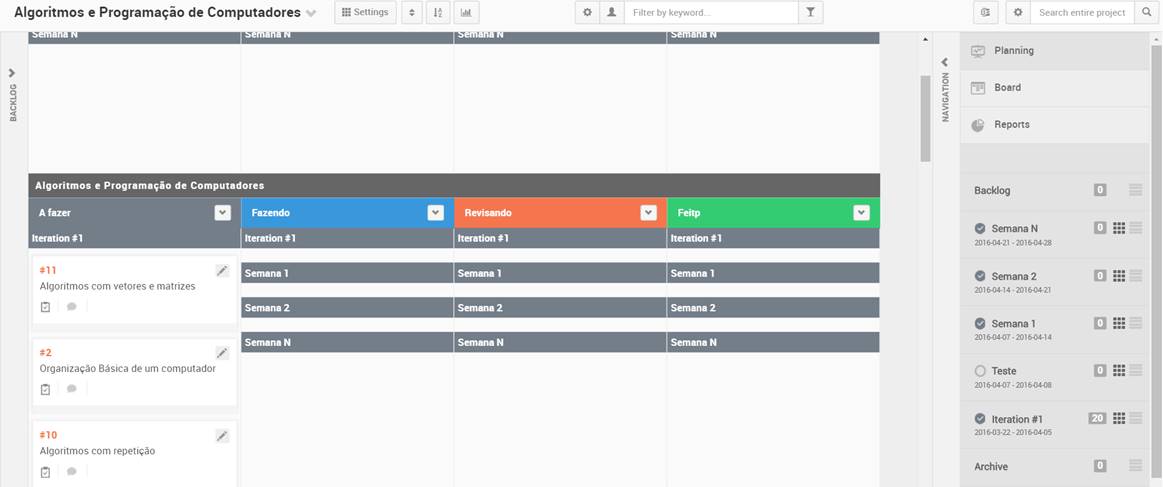 Algoritmos e Programação de Computadores
Settings
Filter by keyword...
Search entire project
BACKLOG
Semana N Semana N Semana N Semana N
Algoritmos e Programação de Computadores
A fazer Fazendo Revisando Feitp
Iteration #1 Iteration #1 Iteration #1 Iteration #1
#11
Algoritmos com vetores e matrizes
#2
Organização Básica de um computador
#10
Algoritmos com repetição
Semana 1 Semana 1 Semana 1
Semana 2 Semana 2 Semana 2
Semana N Semana N Semana N
NAVIGATION
Planning
Board
Reports
Backlog 0
Semana N 0
2016-04-21 - 2016-04-28
Semana 2 0
2016-04-14 - 2016-04-21
Semana 1 0
2016-04-07 - 2016-04-14
Teste 0
2016-04-07 - 2016-04-08
Iteration #1 20
2016-03-22 - 2016-04-05
Archive 0